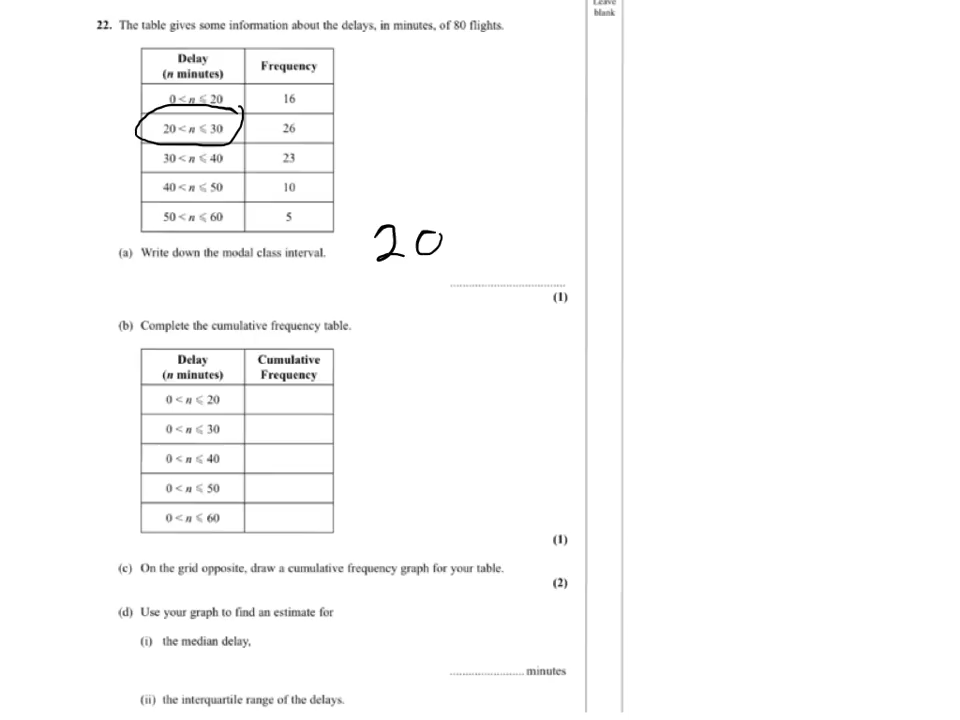 Leave
blank
22. The table gives some information about the delays, in minutes, of 80 flights.
Delay
(n minutes)
Frequency
0 < n ⩽ 20 16
20 < n ⩽ 30 26
30 < n ⩽ 40 23
40 < n ⩽ 50 10
50 < n ⩽ 60 5
(a) Write down the modal class interval.
20
(1)
(b) Complete the cumulative frequency table.
Delay
(n minutes)
Cumulative
Frequency
0 < n ⩽ 20
0 < n ⩽ 30
0 < n ⩽ 40
0 < n ⩽ 50
0 < n ⩽ 60
(1)
(c) On the grid opposite, draw a cumulative frequency graph for your table.
(2)
(d) Use your graph to find an estimate for
(i) the median delay,
........................ minutes
(ii) the interquartile range of the delays.